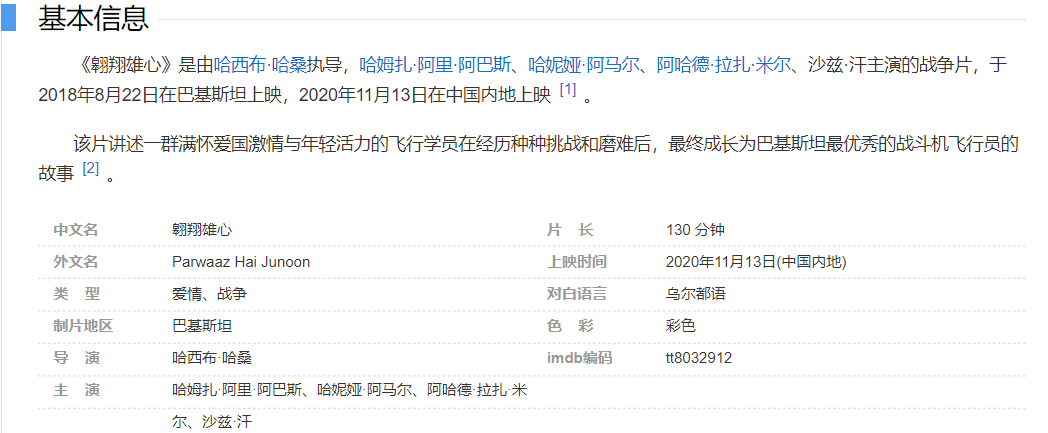 基本信息
《翱翔雄心》是由哈西布·哈桑执导，哈姆扎·阿里·阿巴斯、哈妮娅·阿马尔、阿哈德·拉扎·米尔、沙兹·汗主演的战争片，于
2018年8月22日在巴基斯坦上映，2020年11月13日在中国内地上映 [1] 。
该片讲述一群满怀爱国激情与年轻活力的飞行学员在经历种种挑战和磨难后，最终成长为巴基斯坦最优秀的战斗机飞行员的
故事 [2] 。
中文名 翱翔雄心 片 长 130 分钟
外文名 Parwaaz Hai Junoon 上映时间 2020年11月13日(中国内地)
类 型 爱情、战争 对白语言 乌尔都语
制片地区 巴基斯坦 色 彩 彩色
导 演 哈西布·哈桑 imdb编码 tt8032912
主 演 哈姆扎·阿里·阿巴斯、哈妮娅·阿马尔、阿哈德·拉扎·米
尔、沙兹·汗